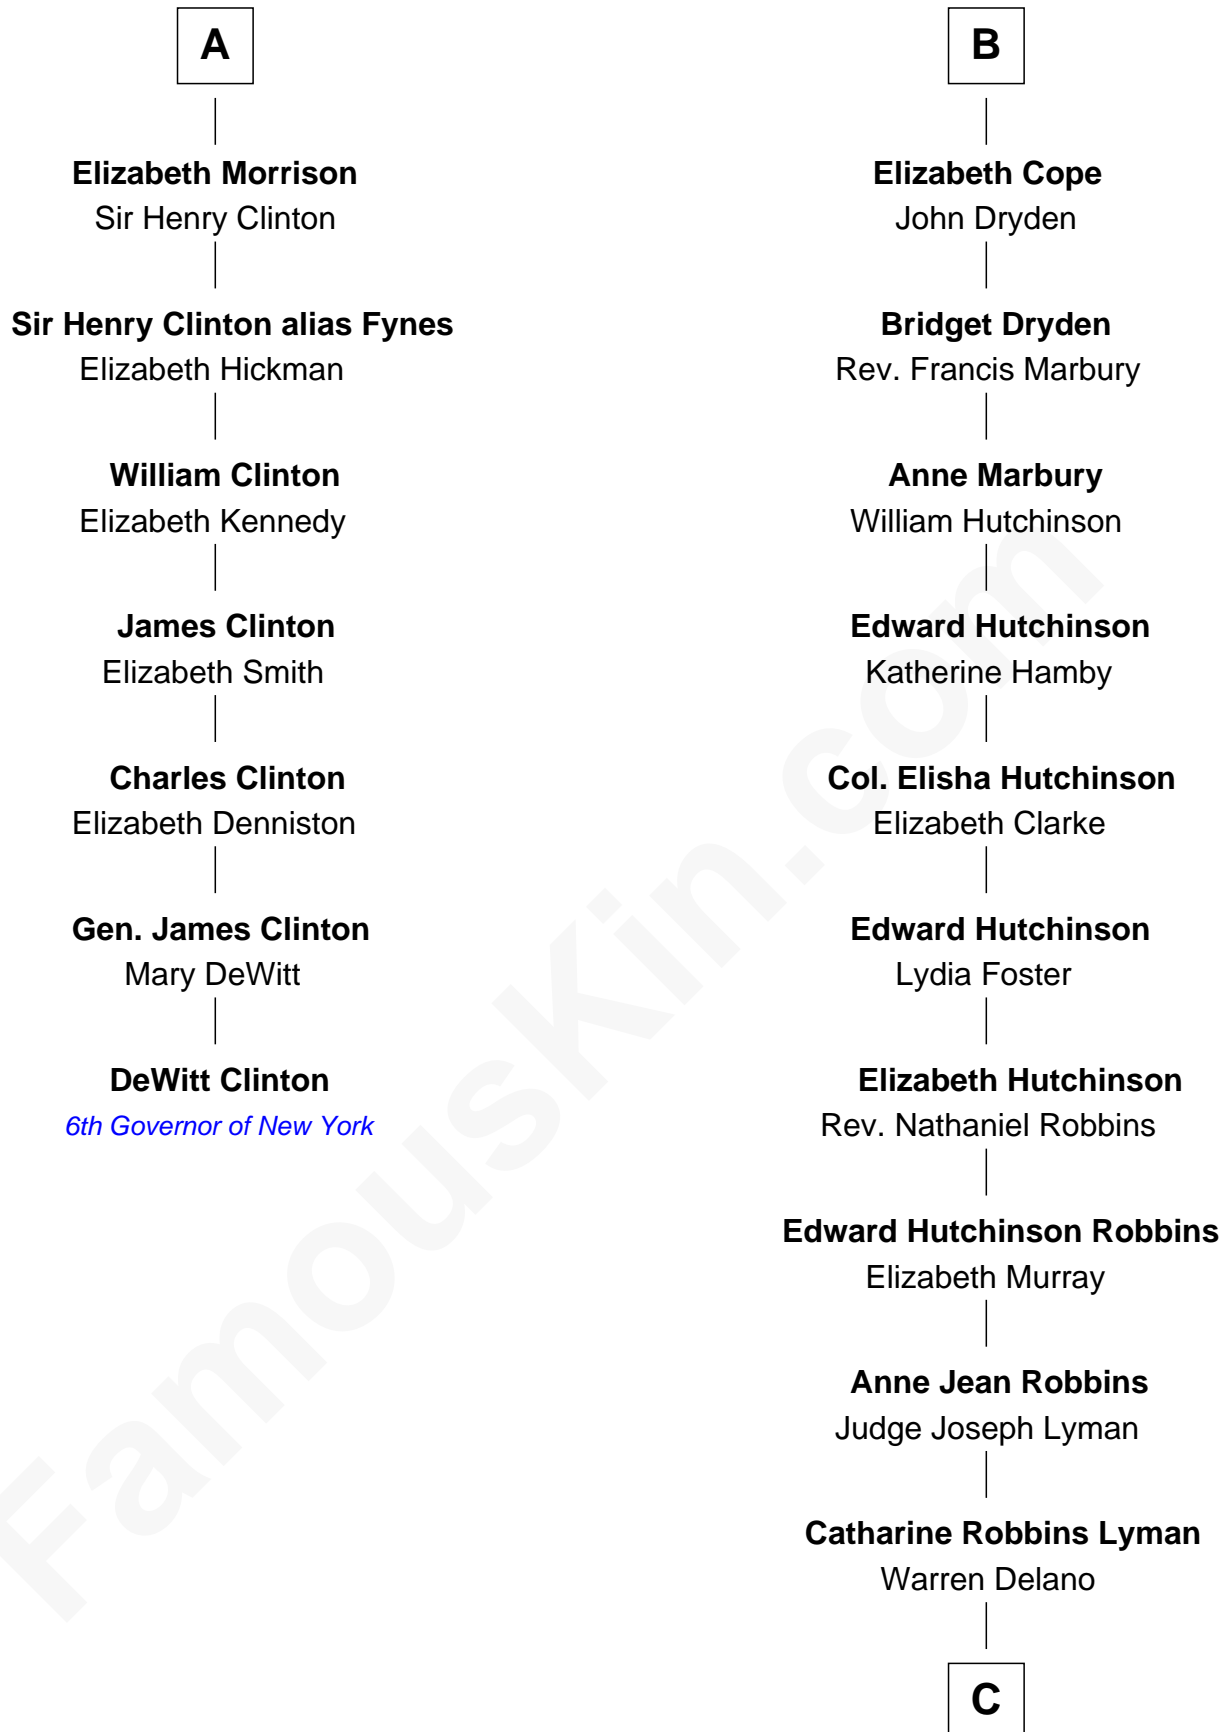 A
Elizabeth Morrison
Sir Henry Clinton
Sir Henry Clinton alias Fynes
Elizabeth Hickman
William Clinton
Elizabeth Kennedy
James Clinton
Elizabeth Smith
Charles Clinton
Elizabeth Denniston
Gen. James Clinton
Mary DeWitt
DeWitt Clinton
6th Governor of New York
B
Elizabeth Cope
John Dryden
Bridget Dryden
Rev. Francis Marbury
Anne Marbury
William Hutchinson
Edward Hutchinson
Katherine Hamby
Col. Elisha Hutchinson
Elizabeth Clarke
Edward Hutchinson
Lydia Foster
Elizabeth Hutchinson
Rev. Nathaniel Robbins
Edward Hutchinson Robbins
Elizabeth Murray
Anne Jean Robbins
Judge Joseph Lyman
Catharine Robbins Lyman
Warren Delano
C
FamousKin.com